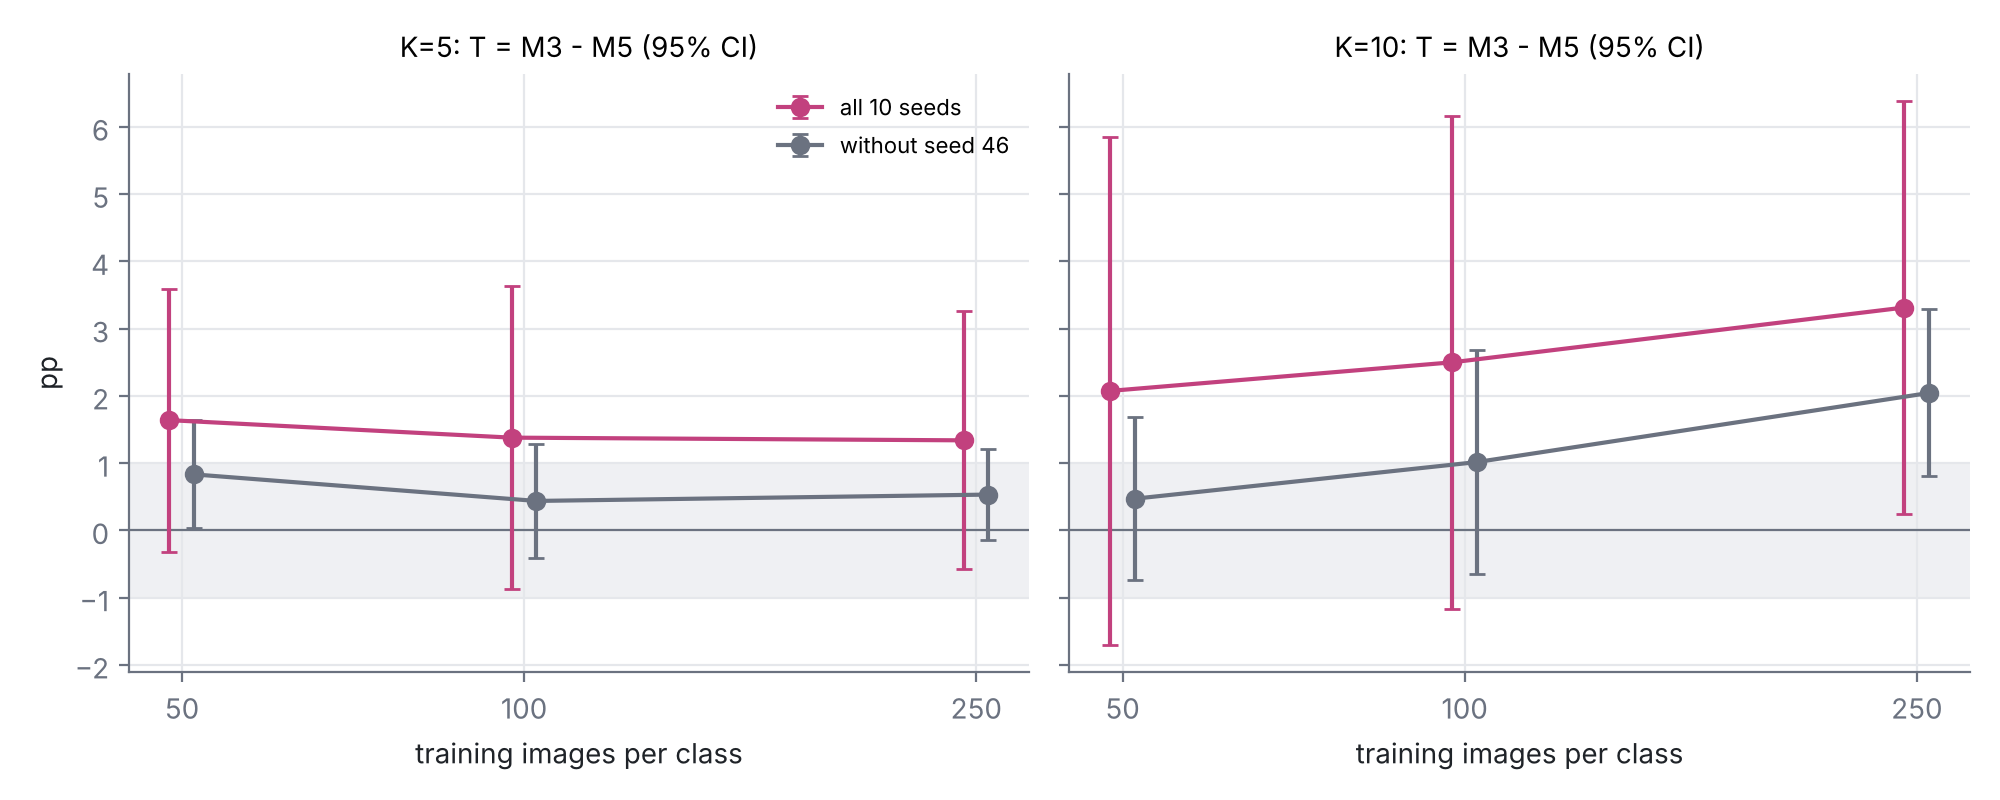 K=5: T = M3 - M5 (95% CI)
all 10 seeds
without seed 46
pp
6
5
4
3
2
1
0
−1
−2
50 100 250
training images per class
K=10: T = M3 - M5 (95% CI)
50 100 250
training images per class